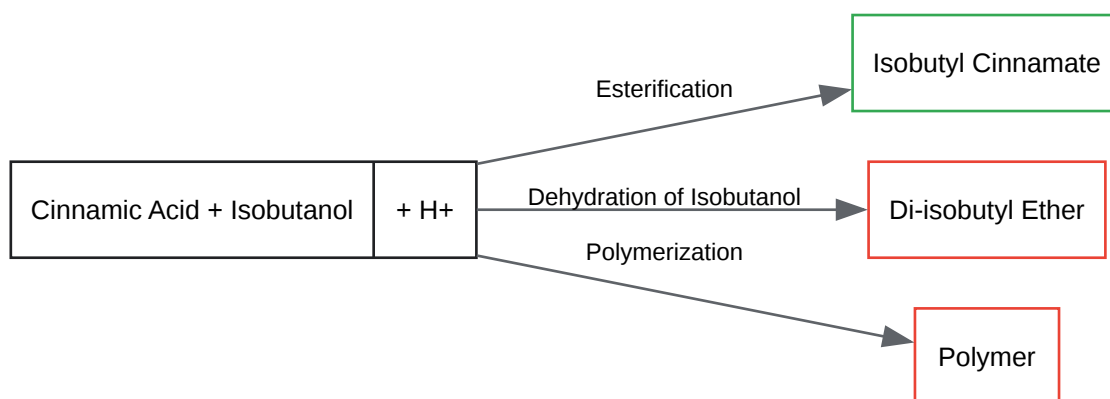 Isobutyl Cinnamate
Esterification
Cinnamic Acid + Isobutanol
+ H+
Dehydration of Isobutanol
Di-isobutyl Ether
Polymerization
Polymer